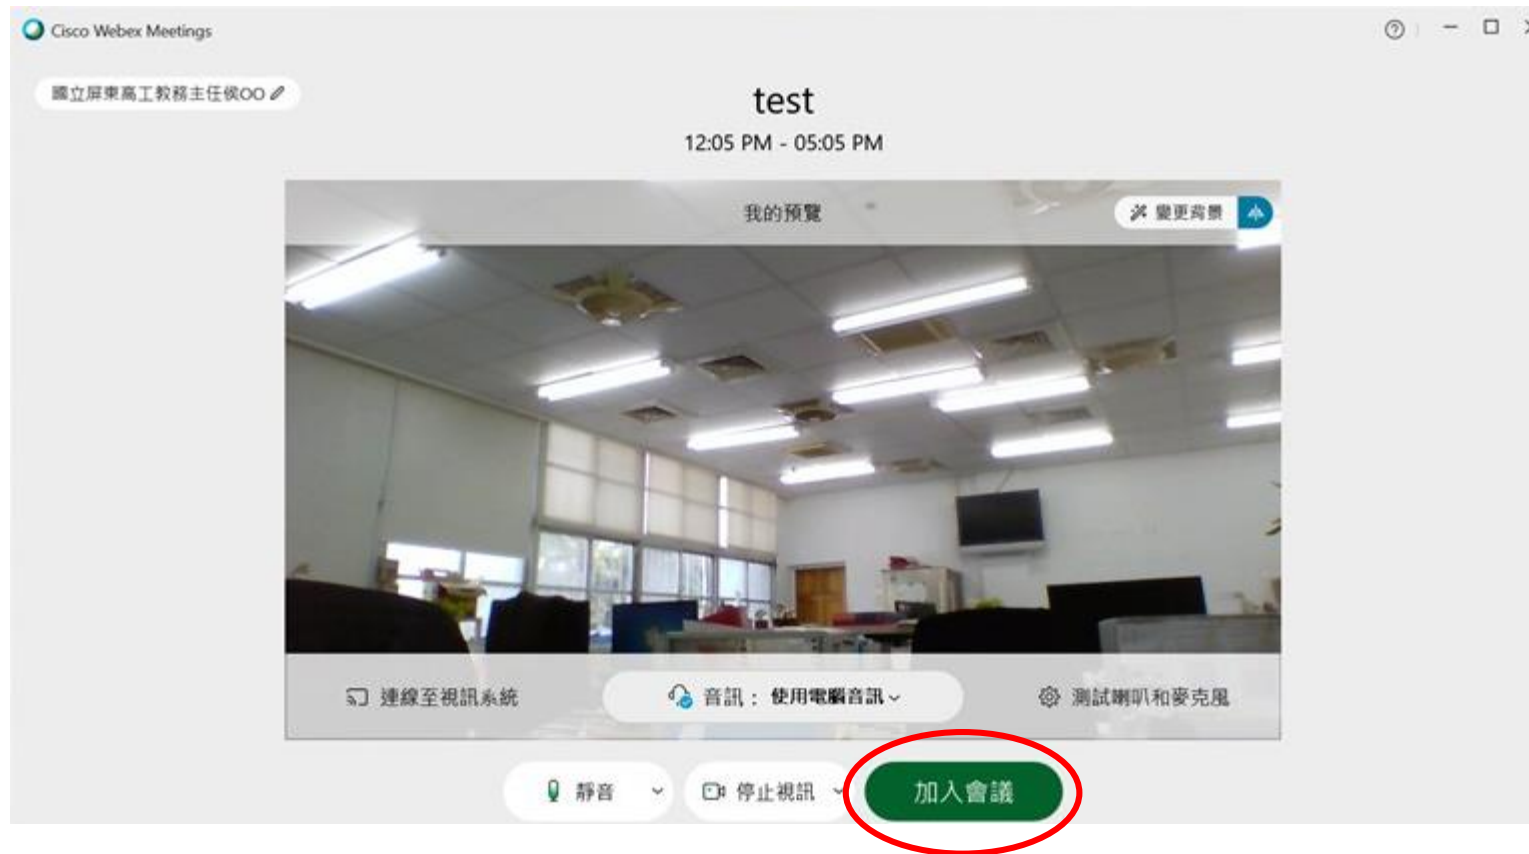 Cisco Webex Meetings
國立屏東高工教務主任侯OO
test
12:05 PM - 05:05 PM
我的預覽
變更背景
連線至視訊系統
音訊： 使用電腦音訊
測試喇叭和麥克風
靜音
停止視訊
加入會議